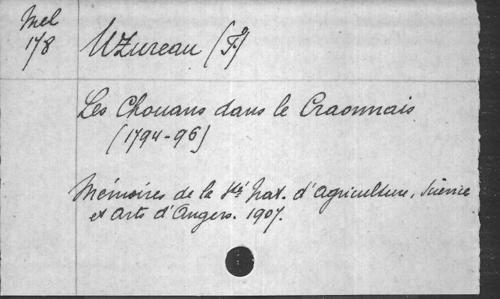 Mel
178
Uzureau (F)
Les Chouans dans le Craonnais
(1794-96)
Mémoires de la Sté Nat. d'Agriculture, Science
et Arts d'Angers. 1907.